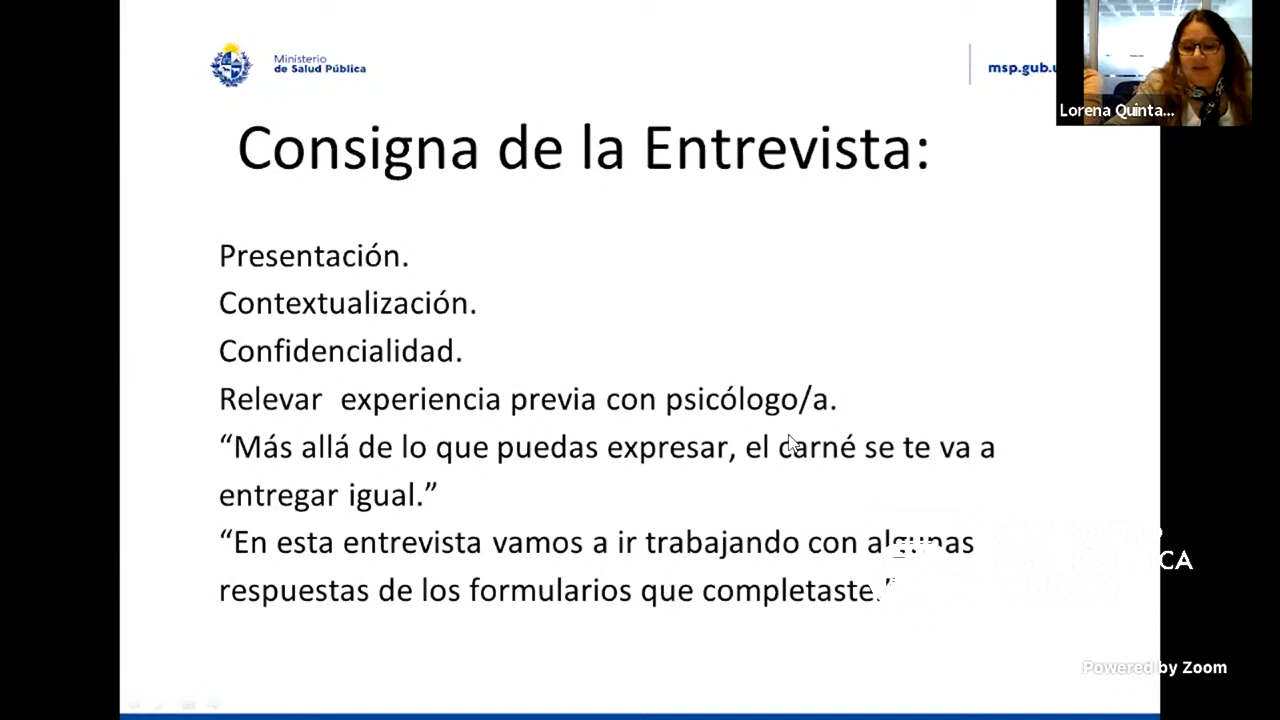 Ministerio
de Salud Pública
msp.gub.
Lorena Quinta...
Consigna de la Entrevista:
Presentación.
Contextualización.
Confidencialidad.
Relevar experiencia previa con psicólogo/a.
“Más allá de lo que puedas expresar, el carné se te va a
entregar igual.”
“En esta entrevista vamos a ir trabajando con algunas
respuestas de los formularios que completaste.”
Powered by Zoom